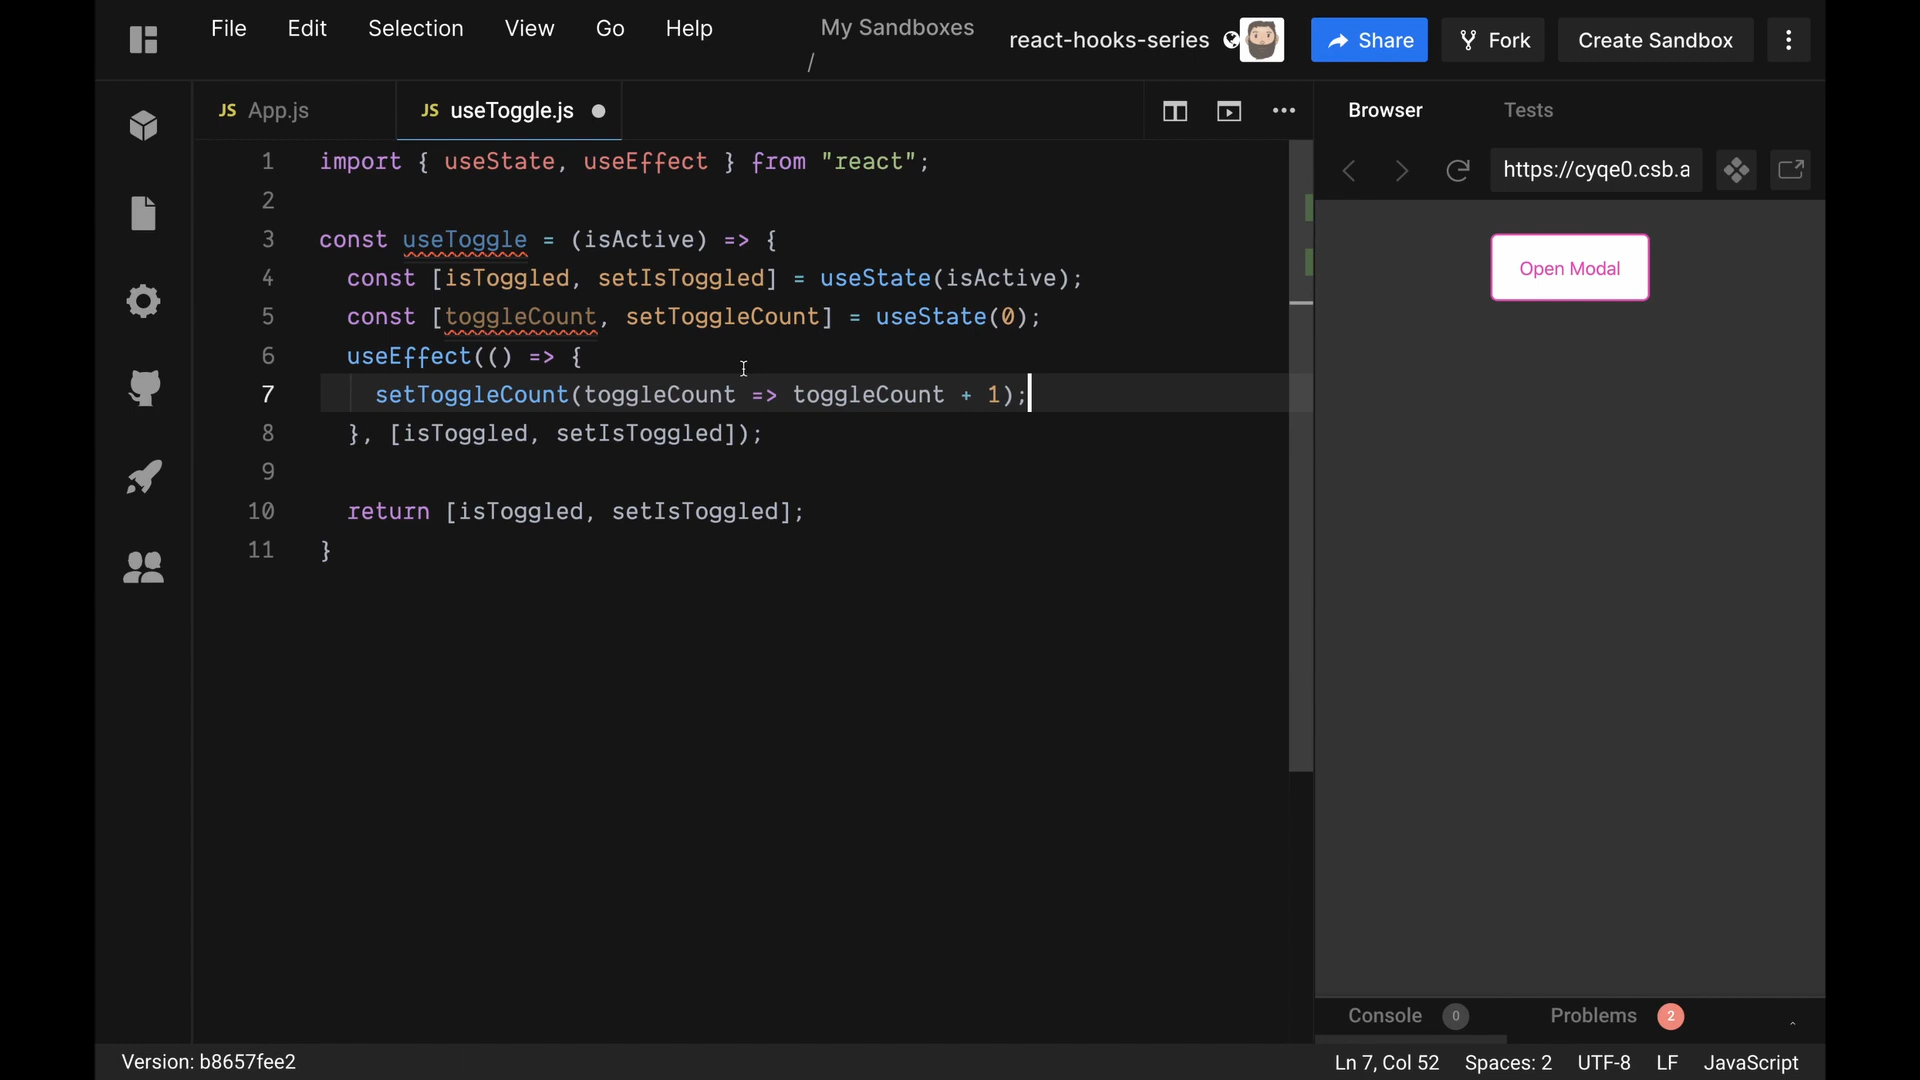 File Edit Selection View Go Help My Sandboxes / react-hooks-series Share Fork Create Sandbox
JS App.js JS useToggle.js
Browser Tests
https://cyqe0.csb.a
1 import { useState, useEffect } from "react";
2
3 const useToggle = (isActive) => {
4 const [isToggled, setIsToggled] = useState(isActive);
5 const [toggleCount, setToggleCount] = useState(0);
6 useEffect(() => {
7 setToggleCount(toggleCount => toggleCount + 1);
8 }, [isToggled, setIsToggled]);
9
10 return [isToggled, setIsToggled];
11 }
Open Modal
Console 0 Problems 2
Version: b8657fee2 Ln 7, Col 52 Spaces: 2 UTF-8 LF JavaScript